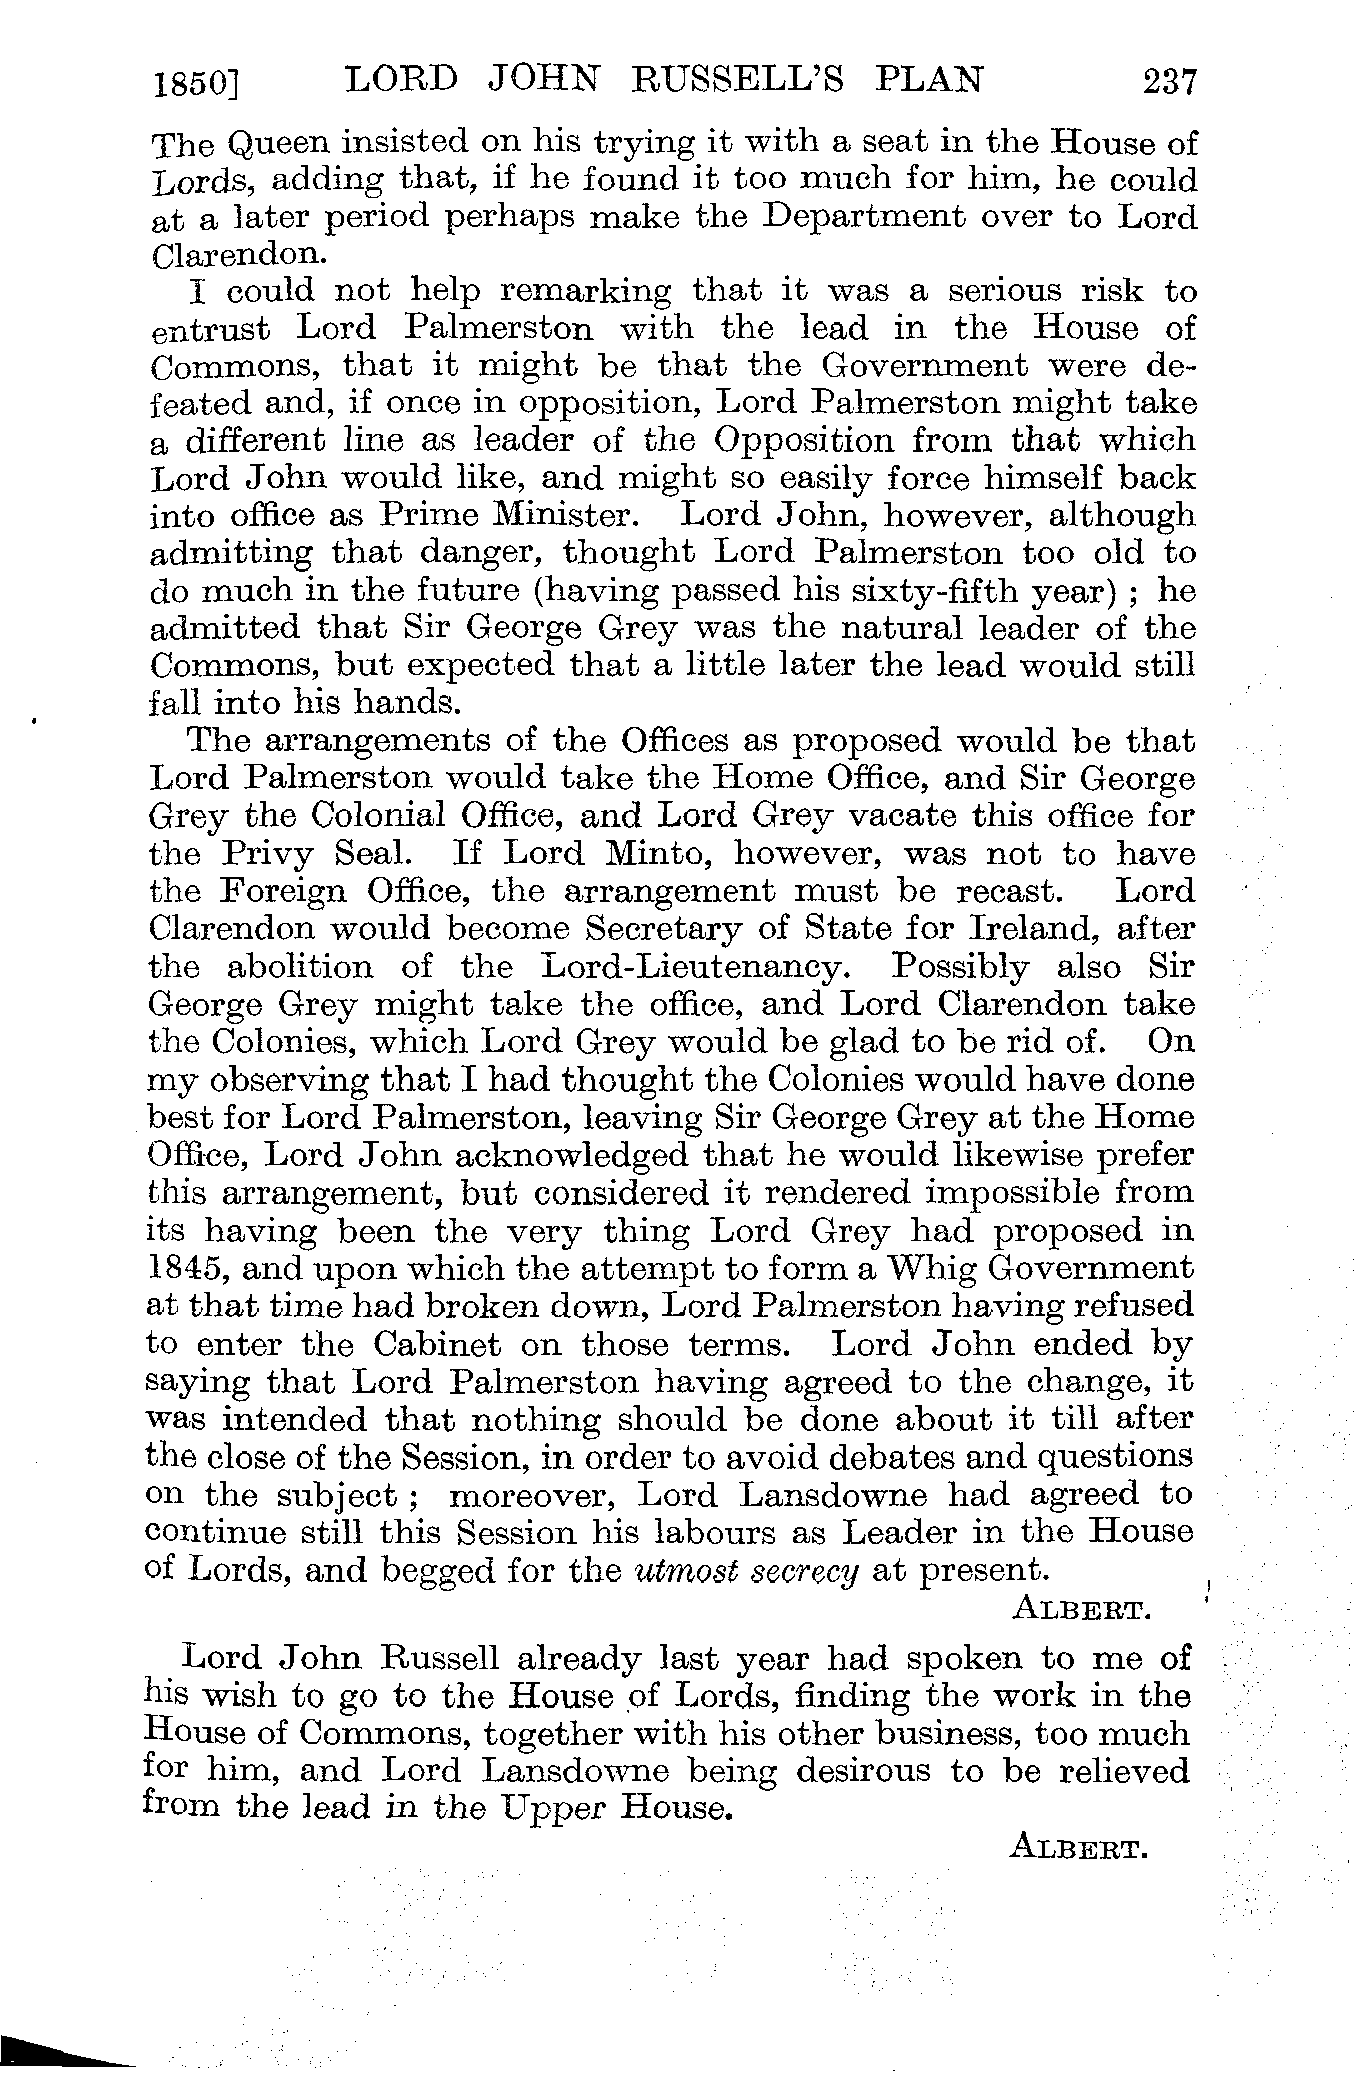 1850] LORD JOHN RUSSELL'S PLAN 237
The Queen insisted on his trying it with a seat in the House of
Lords, adding that, if he found it too much for him, he could
at a later period perhaps make the Department over to Lord
Clarendon.
I could not help remarking that it was a serious risk to
entrust Lord Palmerston with the lead in the House of
Commons, that it might be that the Government were de-
feated and, if once in opposition, Lord Palmerston might take
a different line as leader of the Opposition from that which
Lord John would like, and might so easily force himself back
into office as Prime Minister. Lord John, however, although
admitting that danger, thought Lord Palmerston too old to
do much in the future (having passed his sixty-fifth year) ; he
admitted that Sir George Grey was the natural leader of the
Commons, but expected that a little later the lead would still
fall into his hands.
The arrangements of the Offices as proposed would be that
Lord Palmerston would take the Home Office, and Sir George
Grey the Colonial Office, and Lord Grey vacate this office for
the Privy Seal. If Lord Minto, however, was not to have
the Foreign Office, the arrangement must be recast. Lord
Clarendon would become Secretary of State for Ireland, after
the abolition of the Lord-Lieutenancy. Possibly also Sir
George Grey might take the office, and Lord Clarendon take
the Colonies, which Lord Grey would be glad to be rid of. On
my observing that I had thought the Colonies would have done
best for Lord Palmerston, leaving Sir George Grey at the Home
Office, Lord John acknowledged that he would likewise prefer
this arrangement, but considered it rendered impossible from
its having been the very thing Lord Grey had proposed in
1845, and upon which the attempt to form a Whig Government
at that time had broken down, Lord Palmerston having refused
to enter the Cabinet on those terms. Lord John ended by
saying that Lord Palmerston having agreed to the change, it
was intended that nothing should be done about it till after
the close of the Session, in order to avoid debates and questions
on the subject ; moreover, Lord Lansdowne had agreed to
continue still this Session his labours as Leader in the House
of Lords, and begged for the utmost secrecy at present.
ALBERT.
Lord John Russell already last year had spoken to me of
his wish to go to the House of Lords, finding the work in the
House of Commons, together with his other business, too much
for him, and Lord Lansdowne being desirous to be relieved
from the lead in the Upper House.
ALBERT.